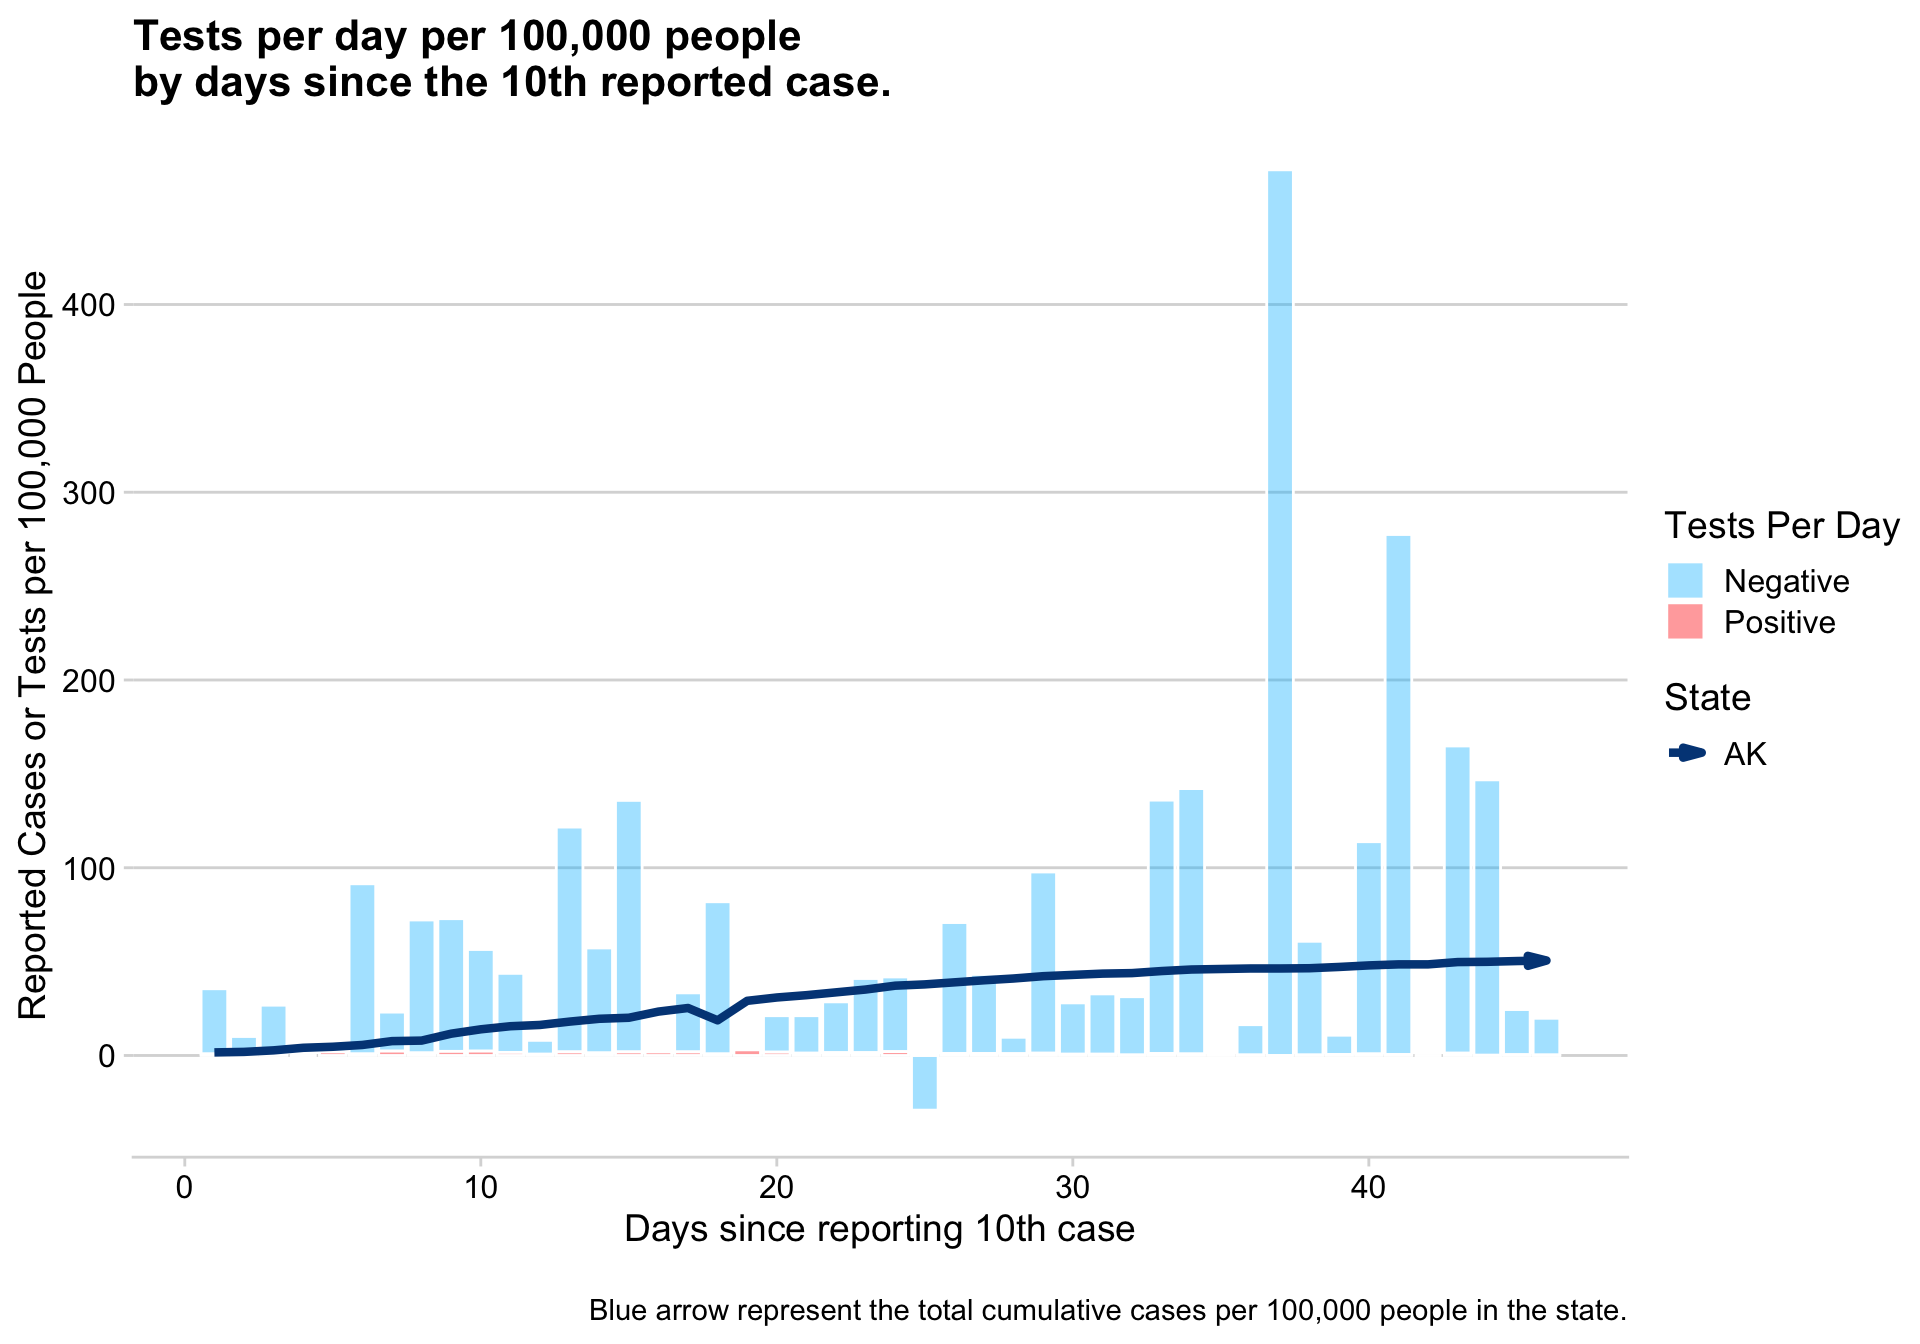 Tests per day per 100,000 people
by days since the 10th reported case.
Reported Cases or Tests per 100,000 People
400
300
200
100
0
0 10 20 30 40
Days since reporting 10th case
Tests Per Day
Negative
Positive
State
AK
Blue arrow represent the total cumulative cases per 100,000 people in the state.